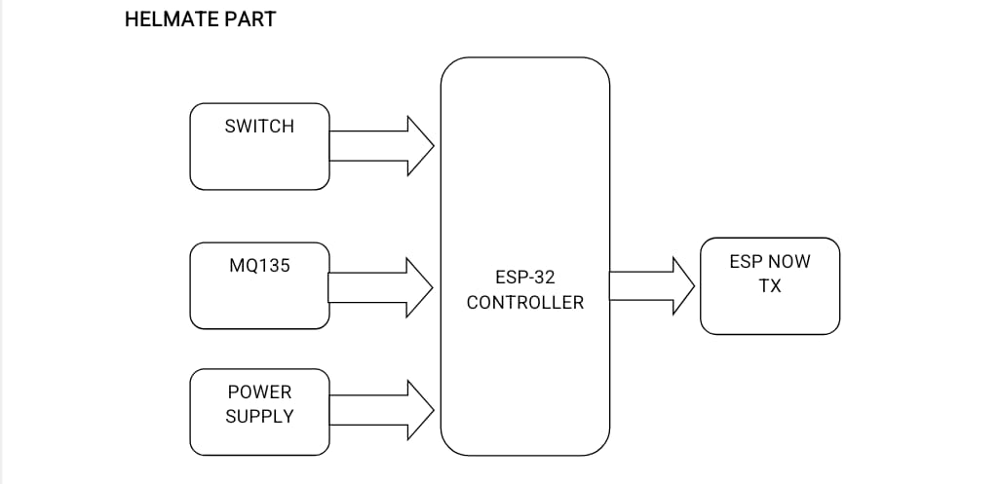 HELMATE PART
SWITCH
MQ135
POWER
SUPPLY
ESP-32
CONTROLLER
ESP NOW
TX